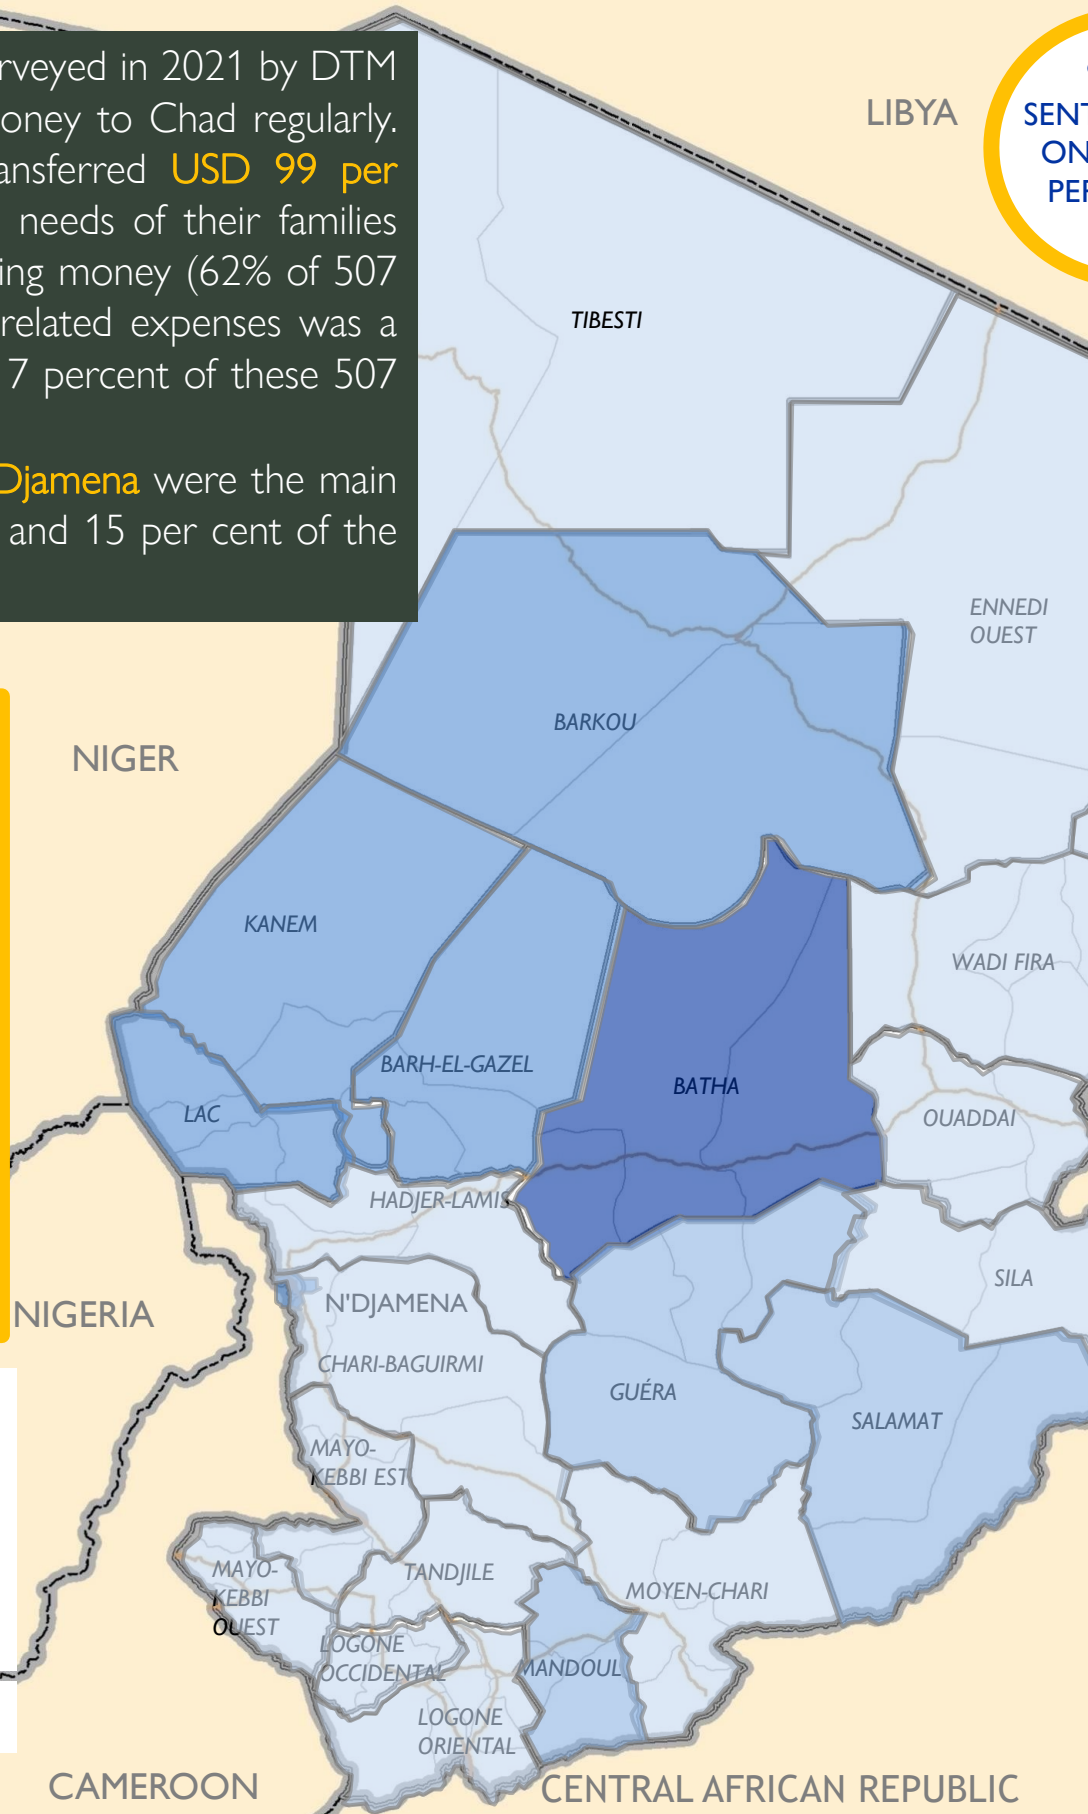 rveyed in 2021 by DTM
oney to Chad regularly.
ansferred USD 99 per
needs of their families
ing money (62% of 507
related expenses was a
7 percent of these 507
Djamena were the main
and 15 per cent of the
LIBYA
SENT
ON
PER
TIBESTI
ENNEDI
OUEST
BARKOU
NIGER
KANEM
WADI FIRA
BARH-EL-GAZEL
BATHA
LAC
OUADDAI
HADJER-LAMIS
SILA
N'DJAMENA
NIGERIA
CHARI-BAGUIRMI
GUÉRA
SALAMAT
MAYO-
KEBBI EST
MAYO-
KEBBI
OUEST
TANDJILE
MOYEN-CHARI
LOGONE
OCCIDENTAL
MANDOUL
LOGONE
ORIENTAL
CAMEROON
CENTRAL AFRICAN REPUBLIC